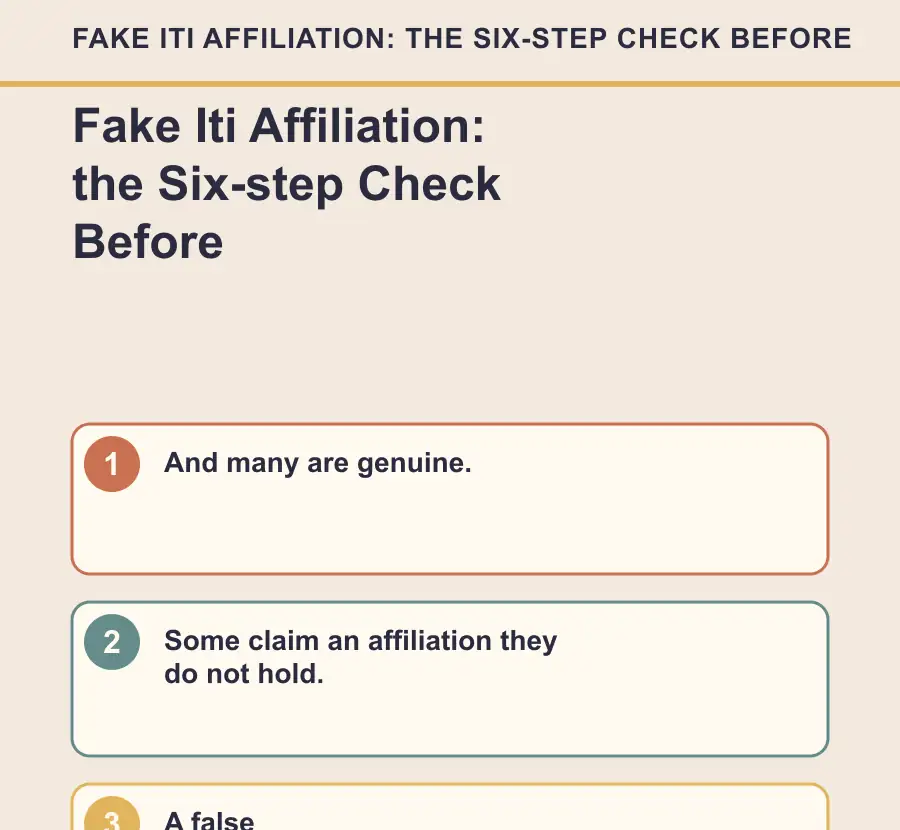 FAKE ITI AFFILIATION: THE SIX-STEP CHECK BEFORE
Fake Iti Affiliation:
the Six-step Check
Before
1
And many are genuine.
2
Some claim an affiliation they
do not hold.
3
A false